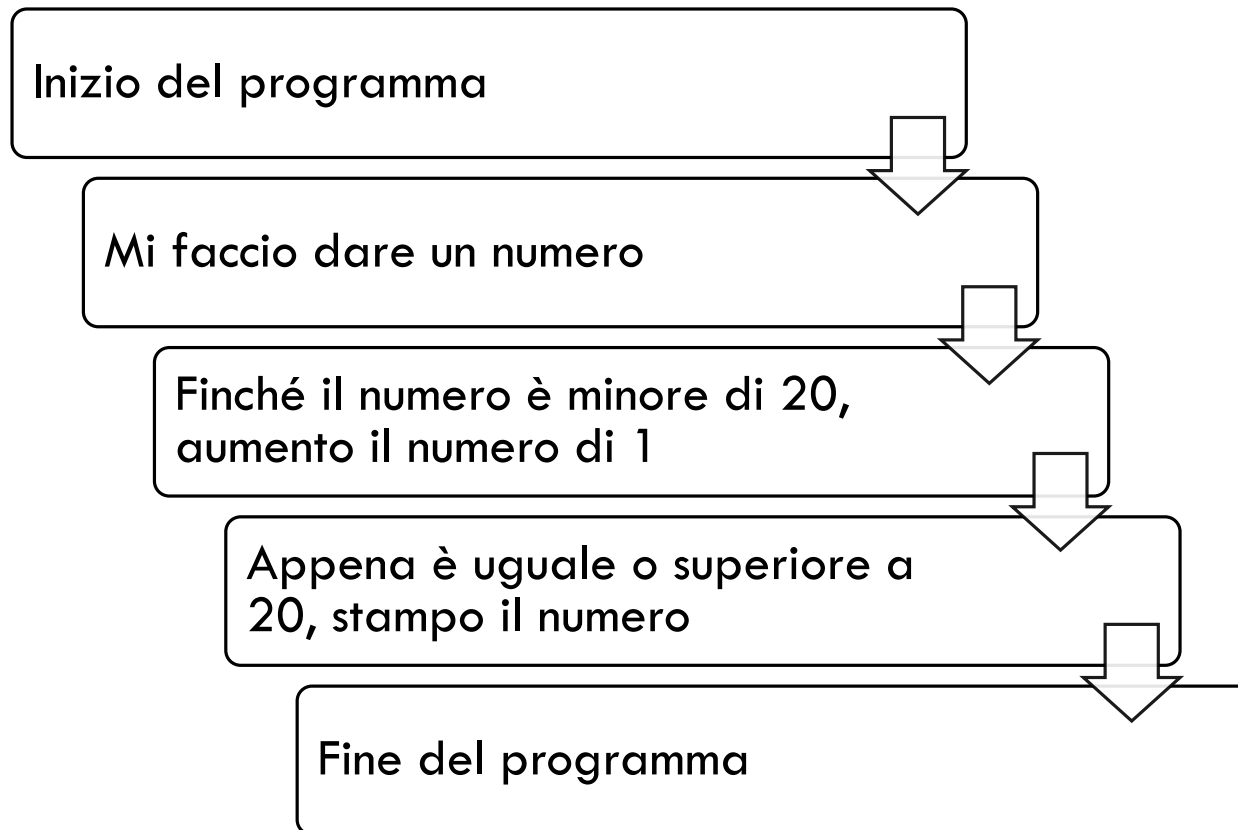 Inizio del programma
Mi faccio dare un numero
Finché il numero è minore di 20,
aumento il numero di 1
Appena è uguale o superiore a
20, stampo il numero
Fine del programma